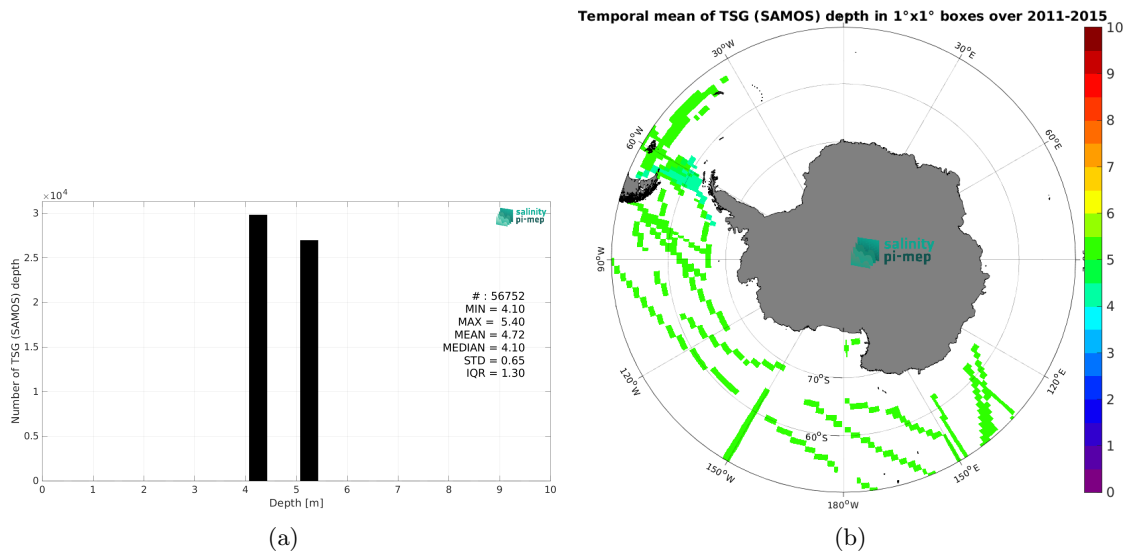 Temporal mean of TSG (SAMOS) depth in 1°x1° boxes over 2011-2015
×10⁴
3
2.5
2
1.5
1
0.5
0
Number of TSG (SAMOS) depth
salinity
pi-mep
# : 56752
MIN = 4.10
MAX = 5.40
MEAN = 4.72
MEDIAN = 4.10
STD = 0.65
IQR = 1.30
0 1 2 3 4 5 6 7 8 9 10
Depth [m]
(a)
30°W
30°E
60°W
60°E
90°W
salinity
pi-mep
120°W
120°E
70°S
60°S
150°W
150°E
180°W
10
9
8
7
6
5
4
3
2
1
0
(b)